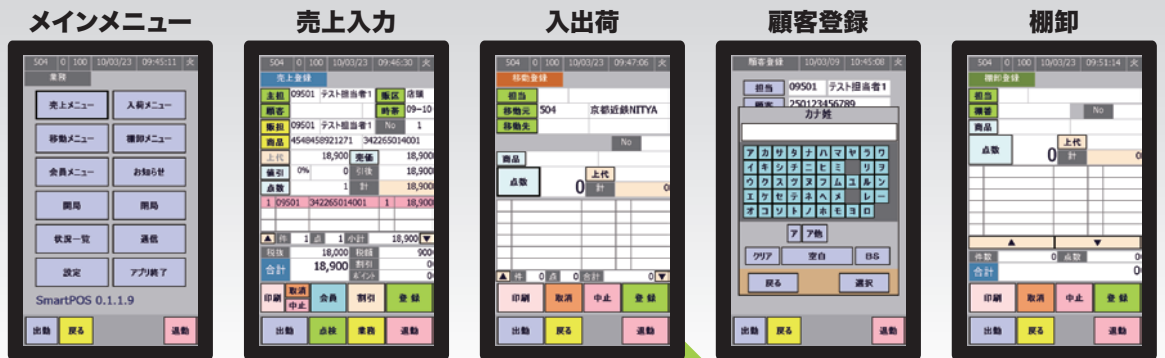 メインメニュー
504 0 100 10/03/23 09:45:11 火
業務
売上メニュー 入荷メニュー
移動メニュー 棚卸メニュー
会員メニュー お知らせ
開局 閉局
状況一覧 通信
設定 アプリ終了
SmartPOS 0.1.1.9
出勤 戻る 退勤
売上入力
504 0 100 10/03/23 09:46:30 火
売上登録
主担 09501 テスト担当者1 販区 店頭
顧客 時帯 09-10
販担 09501 テスト担当者1 No 1
商品 4548458921271 342265014001
上代 18,900 売価 18,900
値引 0% 0 引後 18,900
点数 1 計 18,900
1 09501 342265014001 1 18,900
▲ 件 1 点 1 小計 18,900 ▼
税抜 18,000 税額 900
合計 18,900 割引 0
ポイント 0
印刷 取消 中止 会員 割引 登録
出勤 点検 業務 退勤
入出荷
504 0 100 10/03/23 09:47:06 火
移動登録
担当
移動元 504 京都近鉄NITYA
移動先
No
商品
点数 0 上代
計 0
▲ 件 0 点 0 合計 0 ▼
印刷 取消 中止 登録
出勤 戻る 退勤
顧客登録
顧客登録 10/03/09 10:45:08 火
担当 09501 テスト担当者1
顧客 250123456789
カナ姓
ア カ サ タ ナ ハ マ ヤ ラ ワ
イ キ シ チ ニ ヒ ミ リ ヲ
ウ ク ス ツ ヌ フ ム ユ ル ン
エ ケ セ テ ネ ヘ メ レ ー
オ コ ソ ト ノ ホ モ ヨ ロ
ア ア他
クリア 空白 BS
戻る 選択
出勤 戻る 退勤
棚卸
504 0 100 10/03/23 09:51:14 火
棚卸登録
担当
棚番 No
商品
点数 0 上代
計 0
▲ ▼
件数 0 点数 0
合計 0
印刷 取消 中止 登録
出勤 戻る 退勤